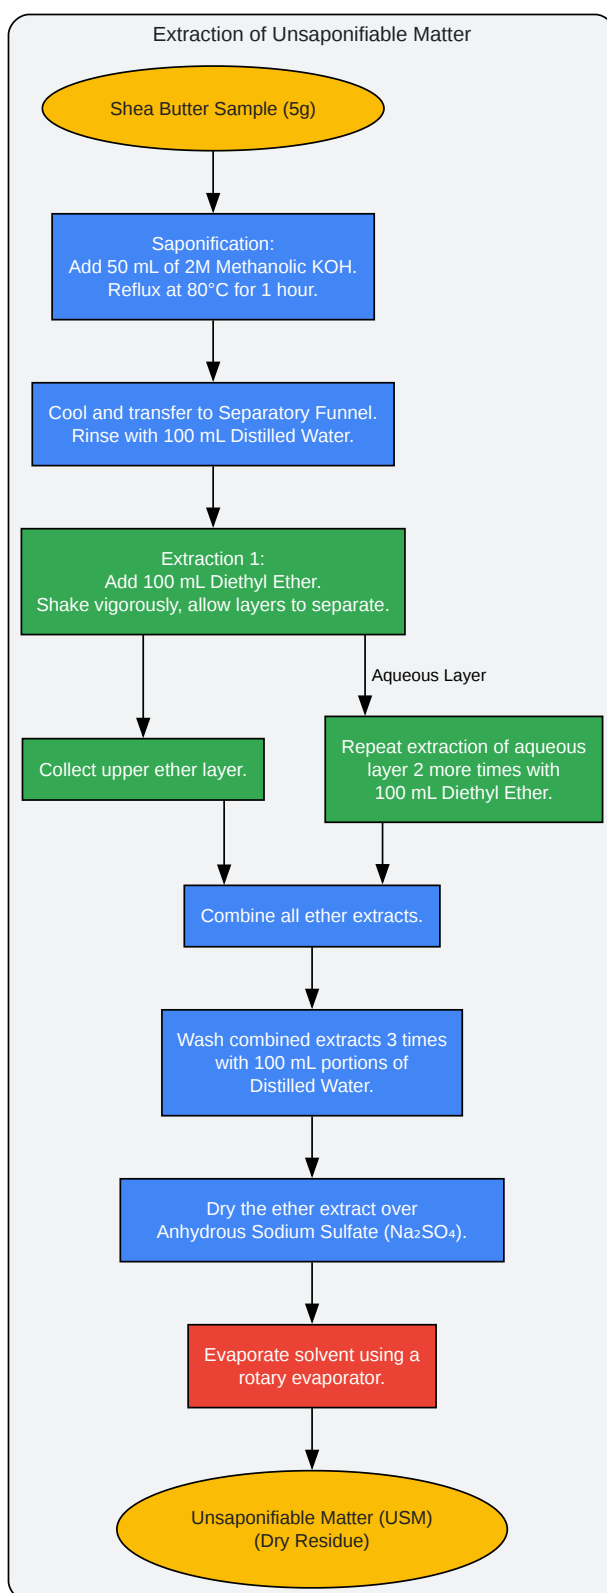 Extraction of Unsaponifiable Matter
Shea Butter Sample (5g)
Saponification:
Add 50 mL of 2M Methanolic KOH.
Reflux at 80°C for 1 hour.
Cool and transfer to Separatory Funnel.
Rinse with 100 mL Distilled Water.
Extraction 1:
Add 100 mL Diethyl Ether.
Shake vigorously, allow layers to separate.
Aqueous Layer
Collect upper ether layer.
Repeat extraction of aqueous
layer 2 more times with
100 mL Diethyl Ether.
Combine all ether extracts.
Wash combined extracts 3 times
with 100 mL portions of
Distilled Water.
Dry the ether extract over
Anhydrous Sodium Sulfate (Na₂SO₄).
Evaporate solvent using a
rotary evaporator.
Unsaponifiable Matter (USM)
(Dry Residue)